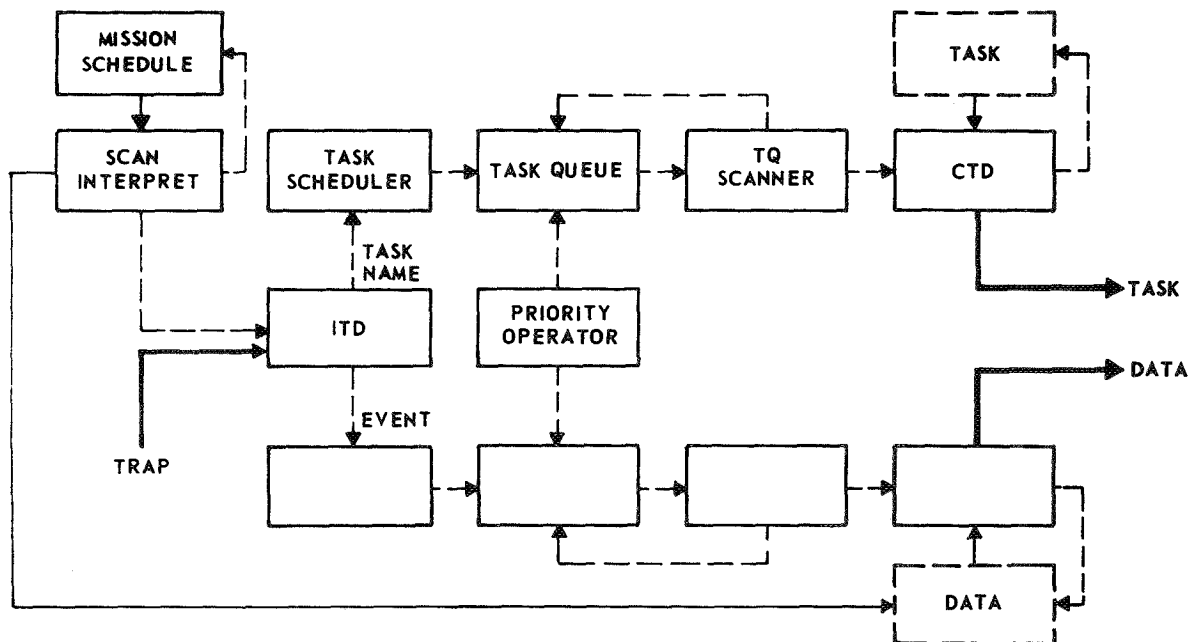 MISSION
SCHEDULE
TASK
SCAN
INTERPRET
TASK
SCHEDULER
TASK QUEUE
TQ
SCANNER
CTD
TASK
NAME
TASK
ITD
PRIORITY
OPERATOR
DATA
EVENT
TRAP
DATA